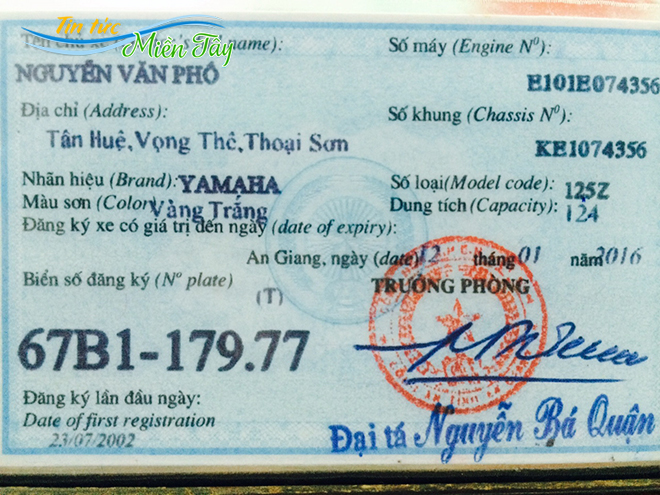 Tin tức
Miền Tây
Tên chủ xe name):
NGUYỄN VĂN PHÓ
Địa chỉ (Address):
Tân Huệ,Vọng Thê,Thoại Sơn
Nhãn hiệu (Brand): YAMAHA
Màu sơn (Color) Vàng Trắng
Đăng ký xe có giá trị đến ngày (date of expiry):
Số máy (Engine Nº):
E101E074356
Số khung (Chassis Nº):
KE1074356
Số loại(Model code): 125Z
Dung tích (Capacity): 124
An Giang, ngày (date) 12 tháng 01 năm 2016
Biển số đăng ký (Nº plate)
(T)
67B1-179.77
TRƯỞNG PHÒNG
Đăng ký lần đầu ngày:
Date of first registration
23/07/2002
Đại tá Nguyễn Bá Quận